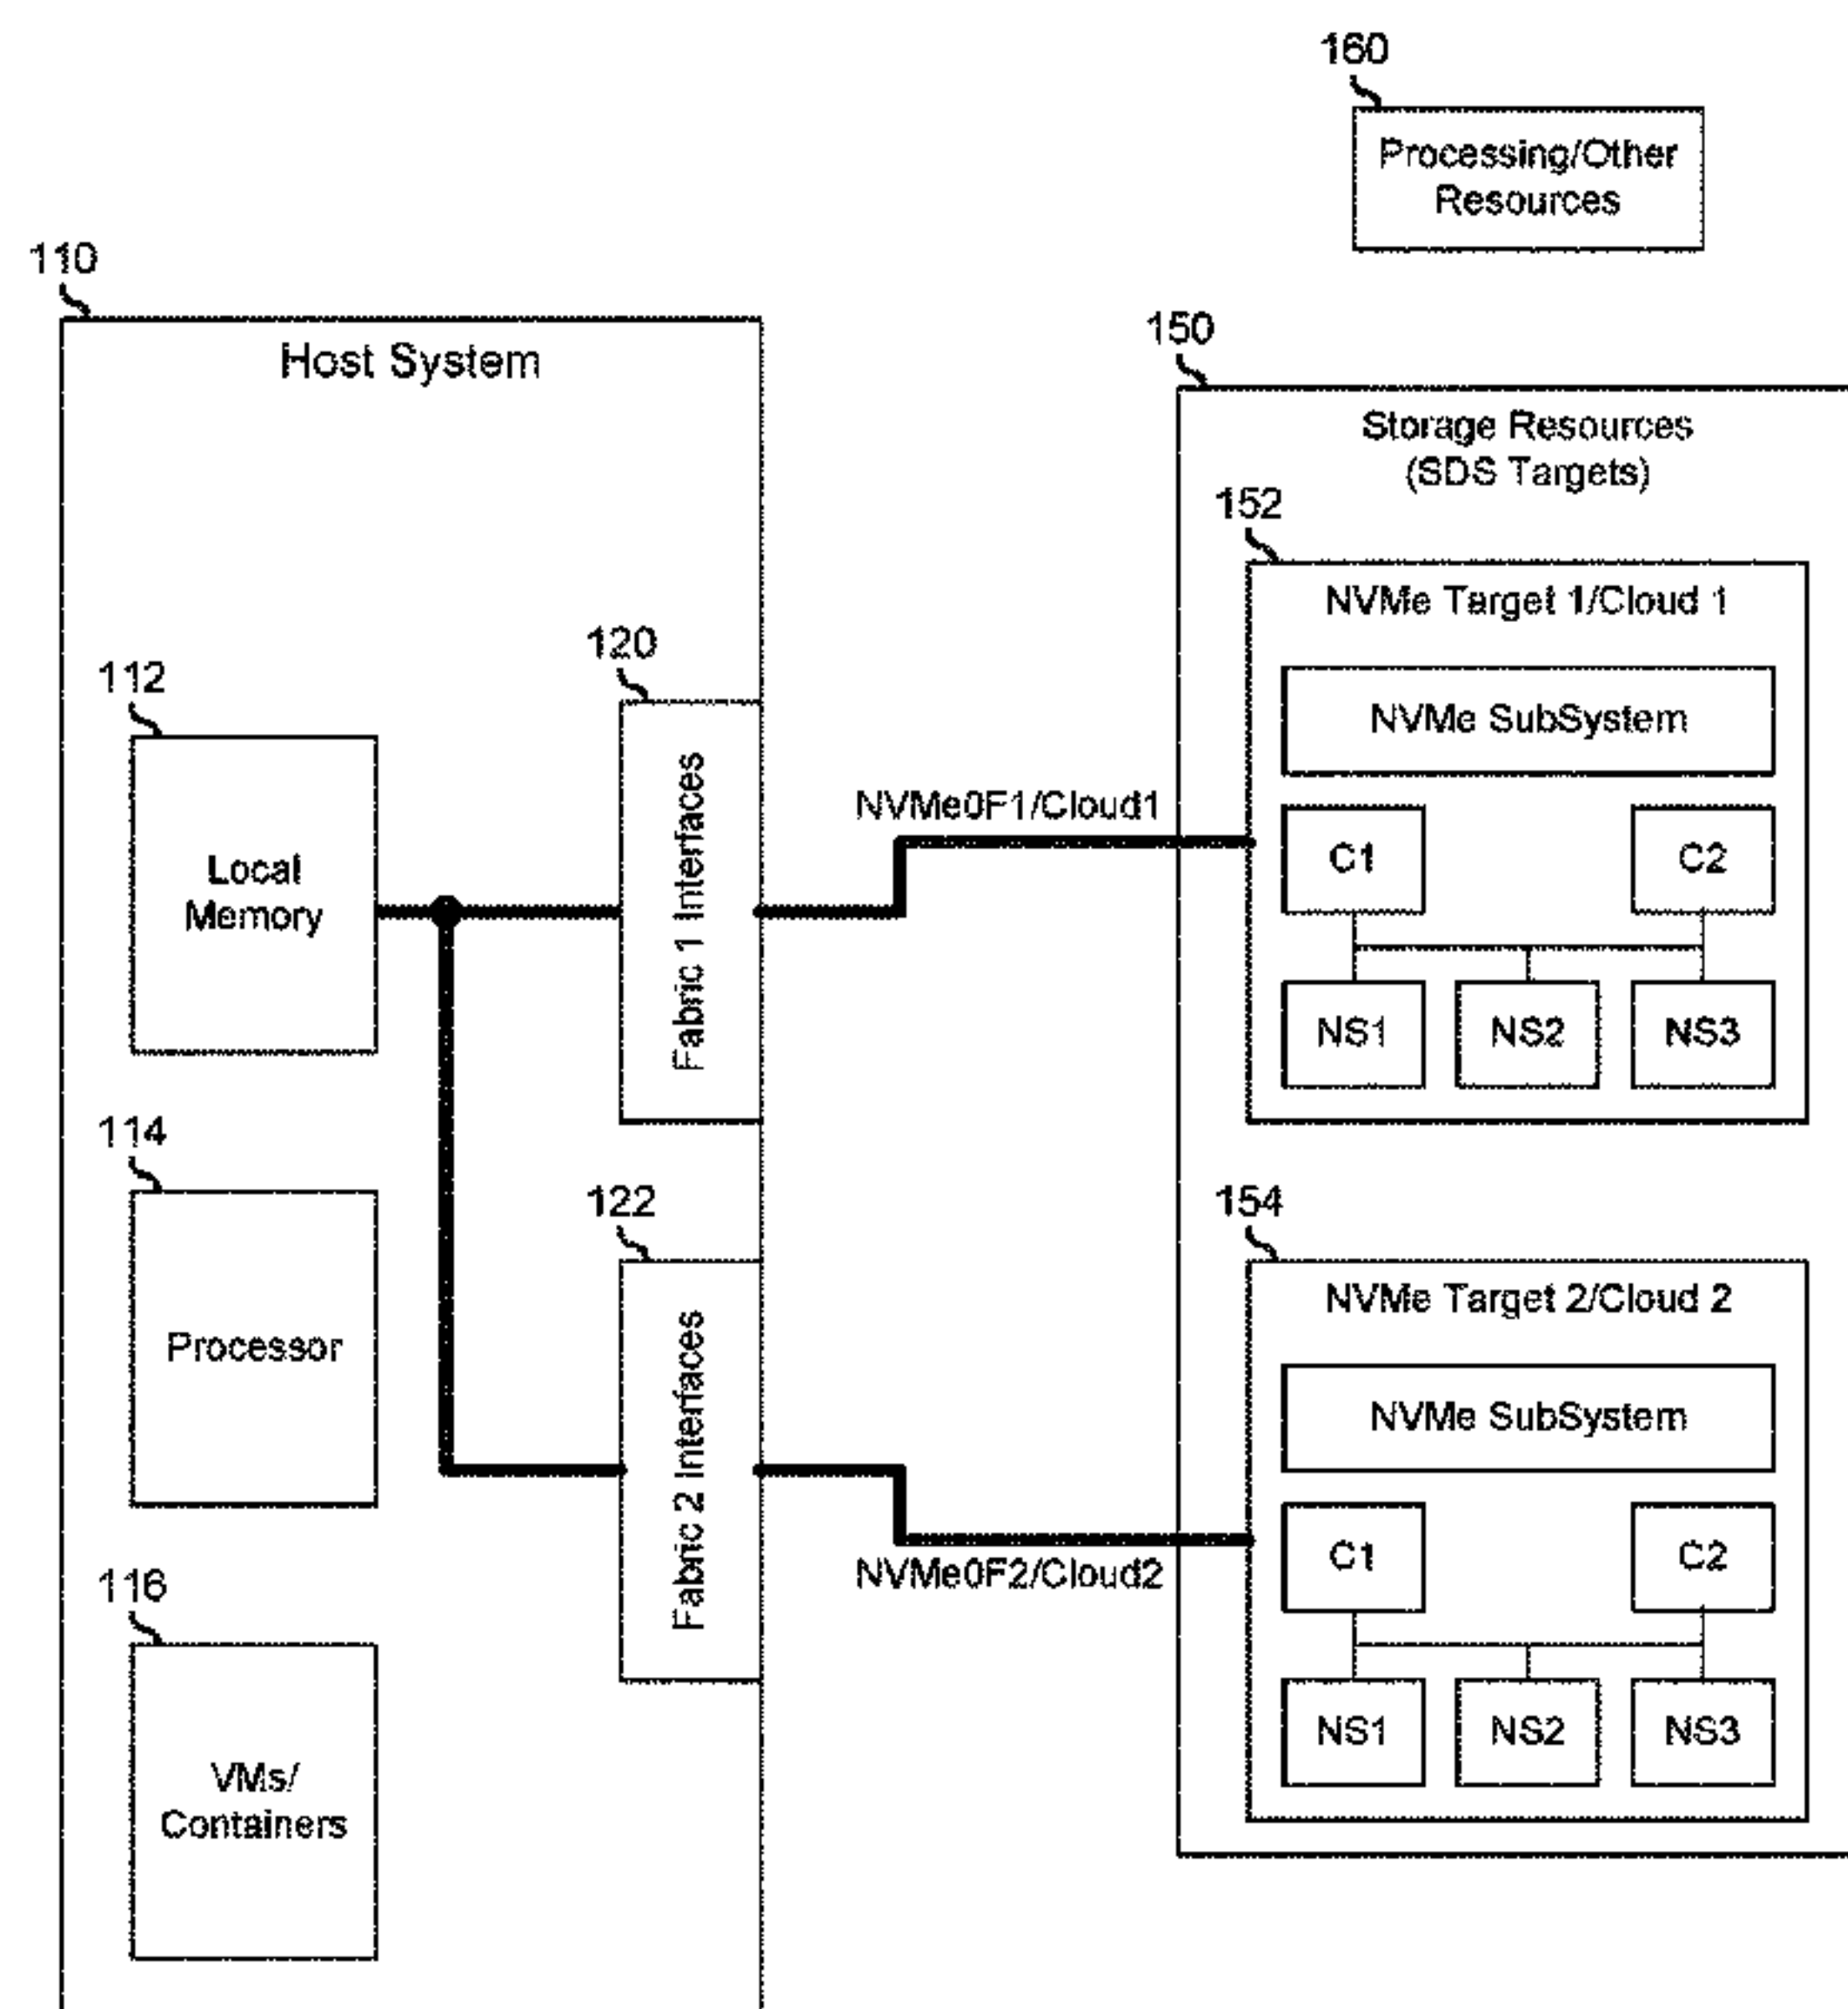 160
Processing/Other
Resources
110
Host System
150
Storage Resources
(SDS Targets)
152
NVMe Target 1/Cloud 1
NVMe SubSystem
120
112
NVMe0F1/Cloud1
Local
Memory
Fabric 1 Interfaces
C1
C2
NS1
NS2
NS3
114
122
154
Processor
Fabric 2 Interfaces
NVMe Target 2/Cloud 2
NVMe SubSystem
NVMe0F2/Cloud2
C1
C2
116
VMs/
Containers
NS1
NS2
NS3